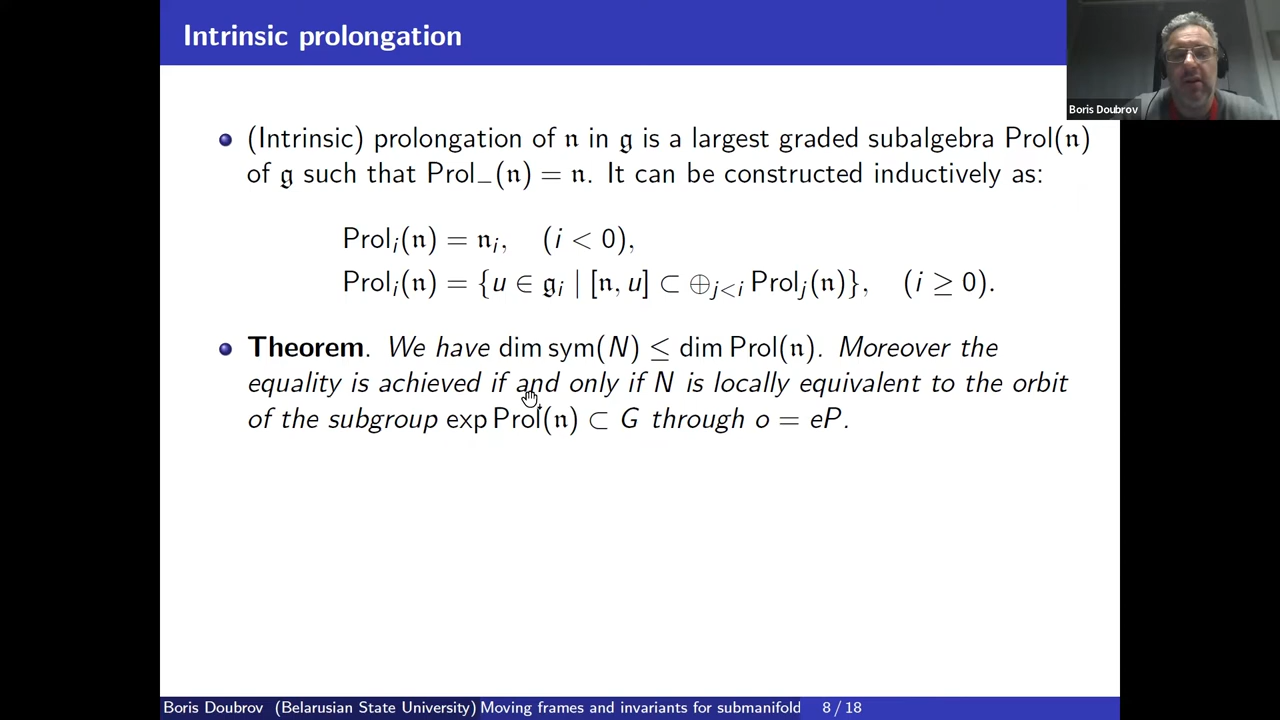 Intrinsic prolongation
Boris Doubrov
(Intrinsic) prolongation of 𝔫 in 𝔤 is a largest graded subalgebra Prol(𝔫)
of 𝔤 such that Prol₋(𝔫) = 𝔫. It can be constructed inductively as:
Prolᵢ(𝔫) = 𝔫ᵢ, (i < 0),
Prolᵢ(𝔫) = {u ∈ 𝔤ᵢ | [𝔫, u] ⊂ ⊕_{j<i} Prolⱼ(𝔫)}, (i ≥ 0).
Theorem. We have dim sym(N) ≤ dim Prol(𝔫). Moreover the
equality is achieved if and only if N is locally equivalent to the orbit
of the subgroup exp Prol(𝔫) ⊂ G through o = eP.
Boris Doubrov (Belarusian State University) Moving frames and invariants for submanifold 8 / 18